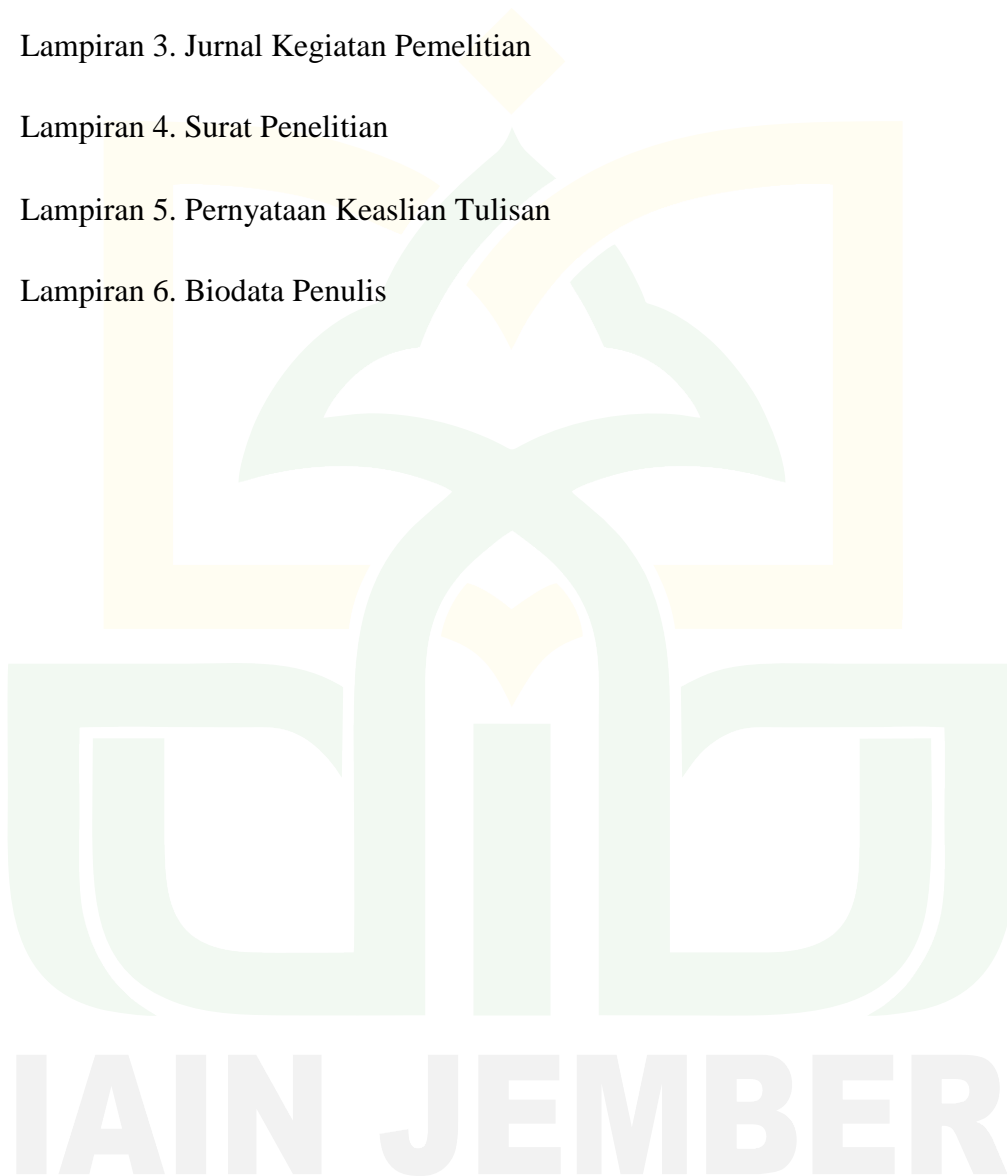 Lampiran 3. Jurnal Kegiatan Pemelitian
Lampiran 4. Surat Penelitian
Lampiran 5. Pernyataan Keaslian Tulisan
Lampiran 6. Biodata Penulis
IAIN JEMBER